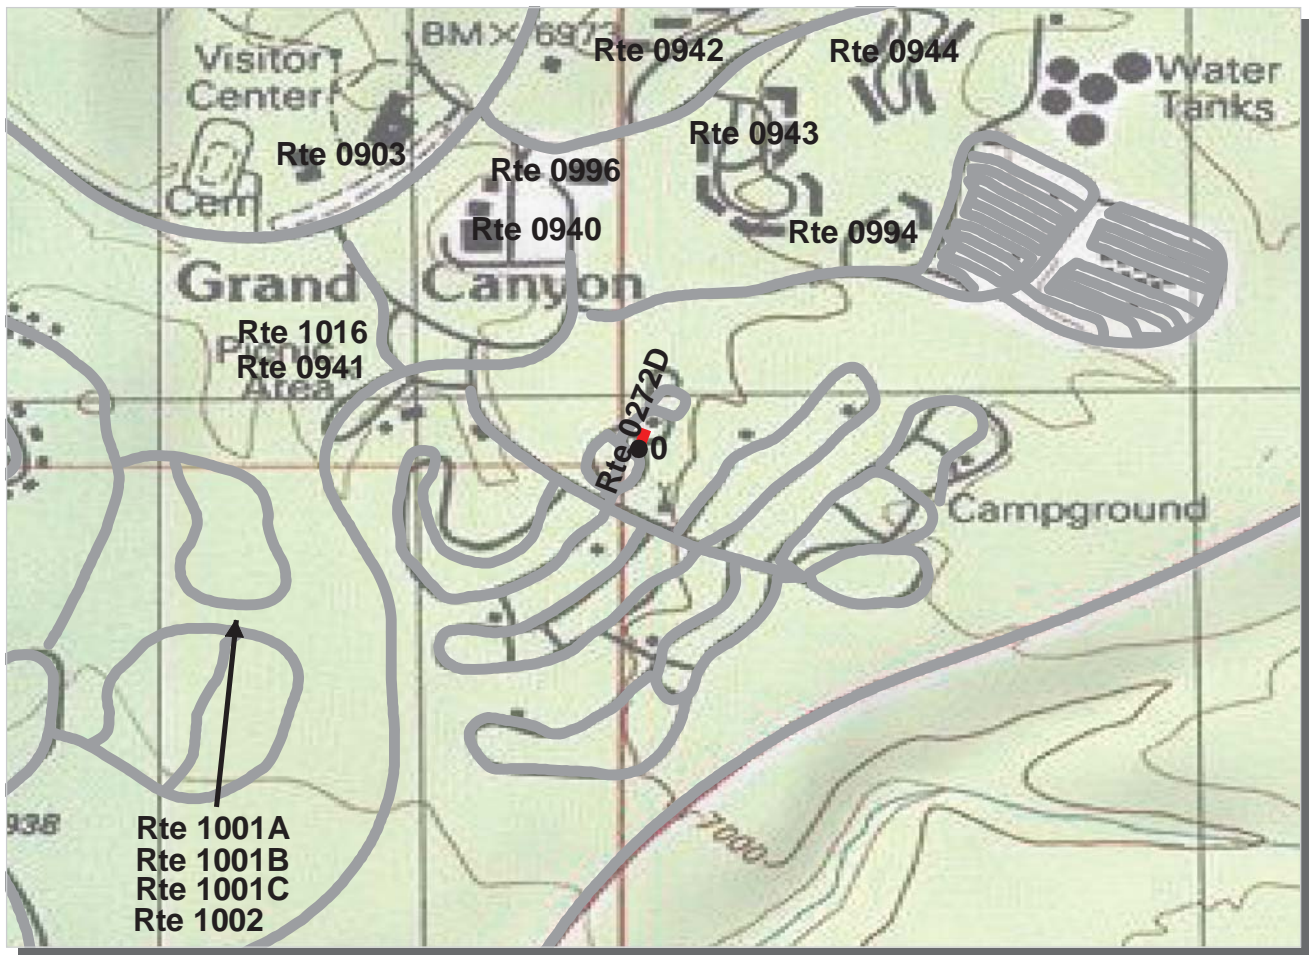 BM X 6973
Rte 0942
Rte 0944
Visitor
Center
Water
Tanks
Rte 0903
Rte 0943
Rte 0996
Cem
Rte 0940
Rte 0994
Grand Canyon
Rte 1016
Picnic
Rte 0941
Area
Rte 0272D
0
Campground
7000
938
Rte 1001A
Rte 1001B
Rte 1001C
Rte 1002